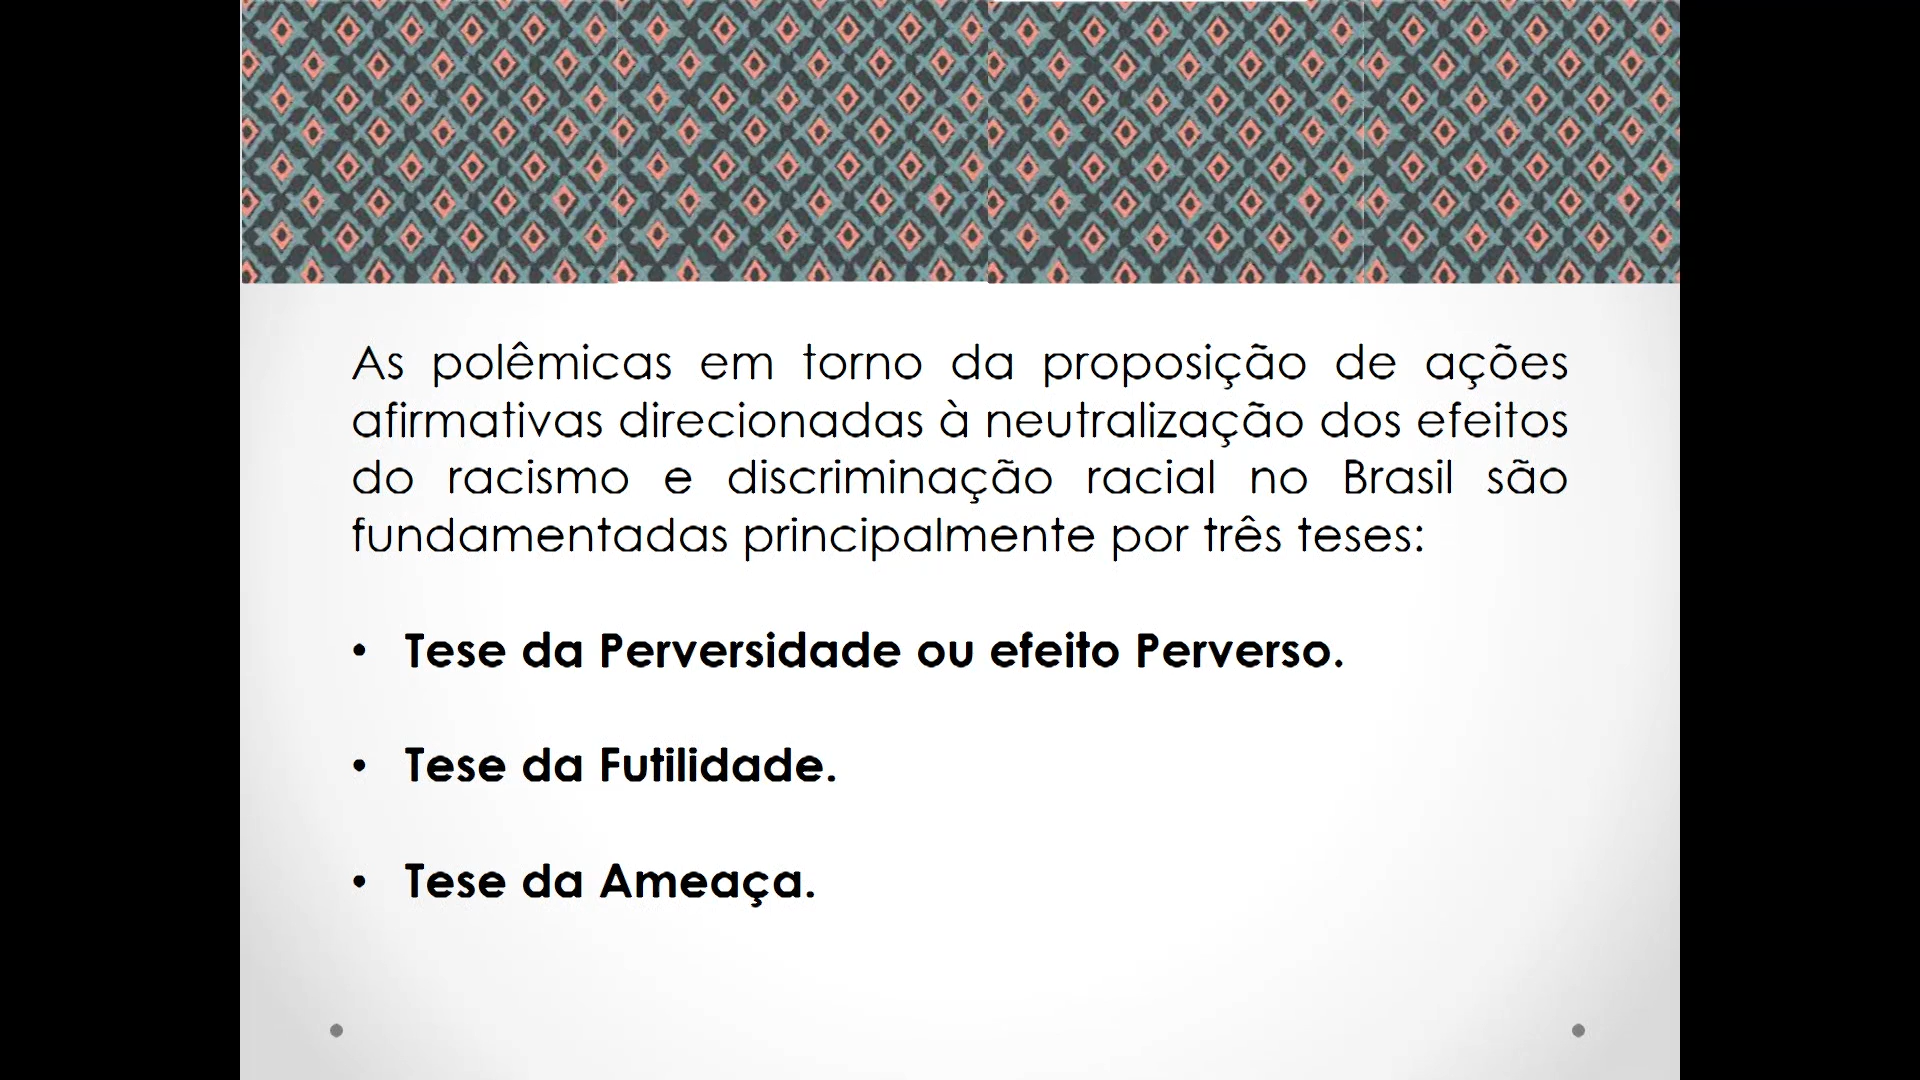 As polêmicas em torno da proposição de ações
afirmativas direcionadas à neutralização dos efeitos
do racismo e discriminação racial no Brasil são
fundamentadas principalmente por três teses:
• Tese da Perversidade ou efeito Perverso.
• Tese da Futilidade.
• Tese da Ameaça.